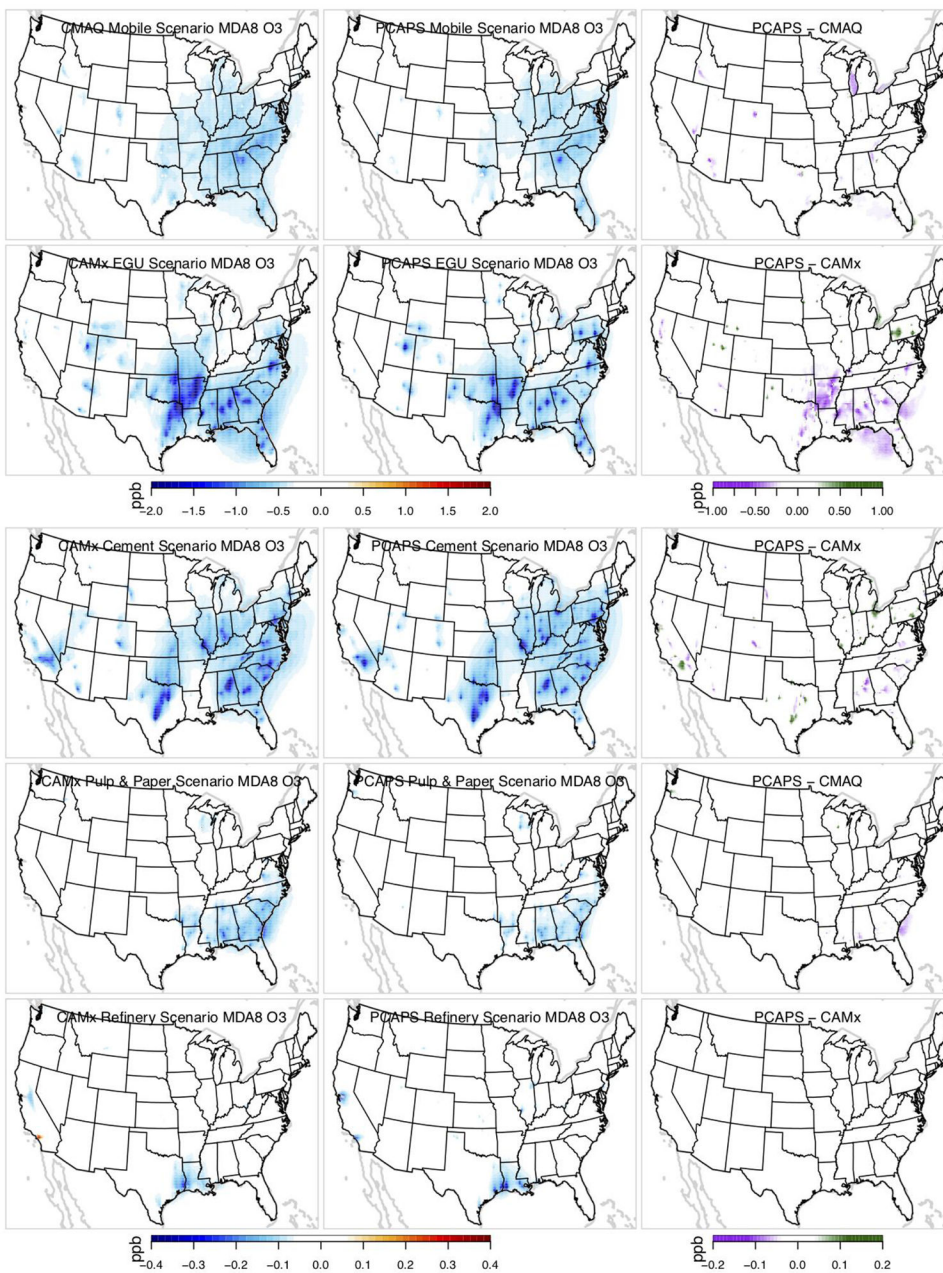 CMAQ Mobile Scenario MDA8 O3
PCAPS Mobile Scenario MDA8 O3
PCAPS – CMAQ
CAMx EGU Scenario MDA8 O3
PCAPS EGU Scenario MDA8 O3
PCAPS – CAMx
ppb
−2.0 −1.5 −1.0 −0.5 0.0 0.5 1.0 1.5 2.0
ppb
−1.00 −0.50 0.00 0.50 1.00
CAMx Cement Scenario MDA8 O3
PCAPS Cement Scenario MDA8 O3
PCAPS – CAMx
CAMx Pulp & Paper Scenario MDA8 O3
PCAPS Pulp & Paper Scenario MDA8 O3
PCAPS – CMAQ
CAMx Refinery Scenario MDA8 O3
PCAPS Refinery Scenario MDA8 O3
PCAPS – CAMx
ppb
−0.4 −0.3 −0.2 −0.1 0.0 0.1 0.2 0.3 0.4
ppb
−0.2 −0.1 0.0 0.1 0.2